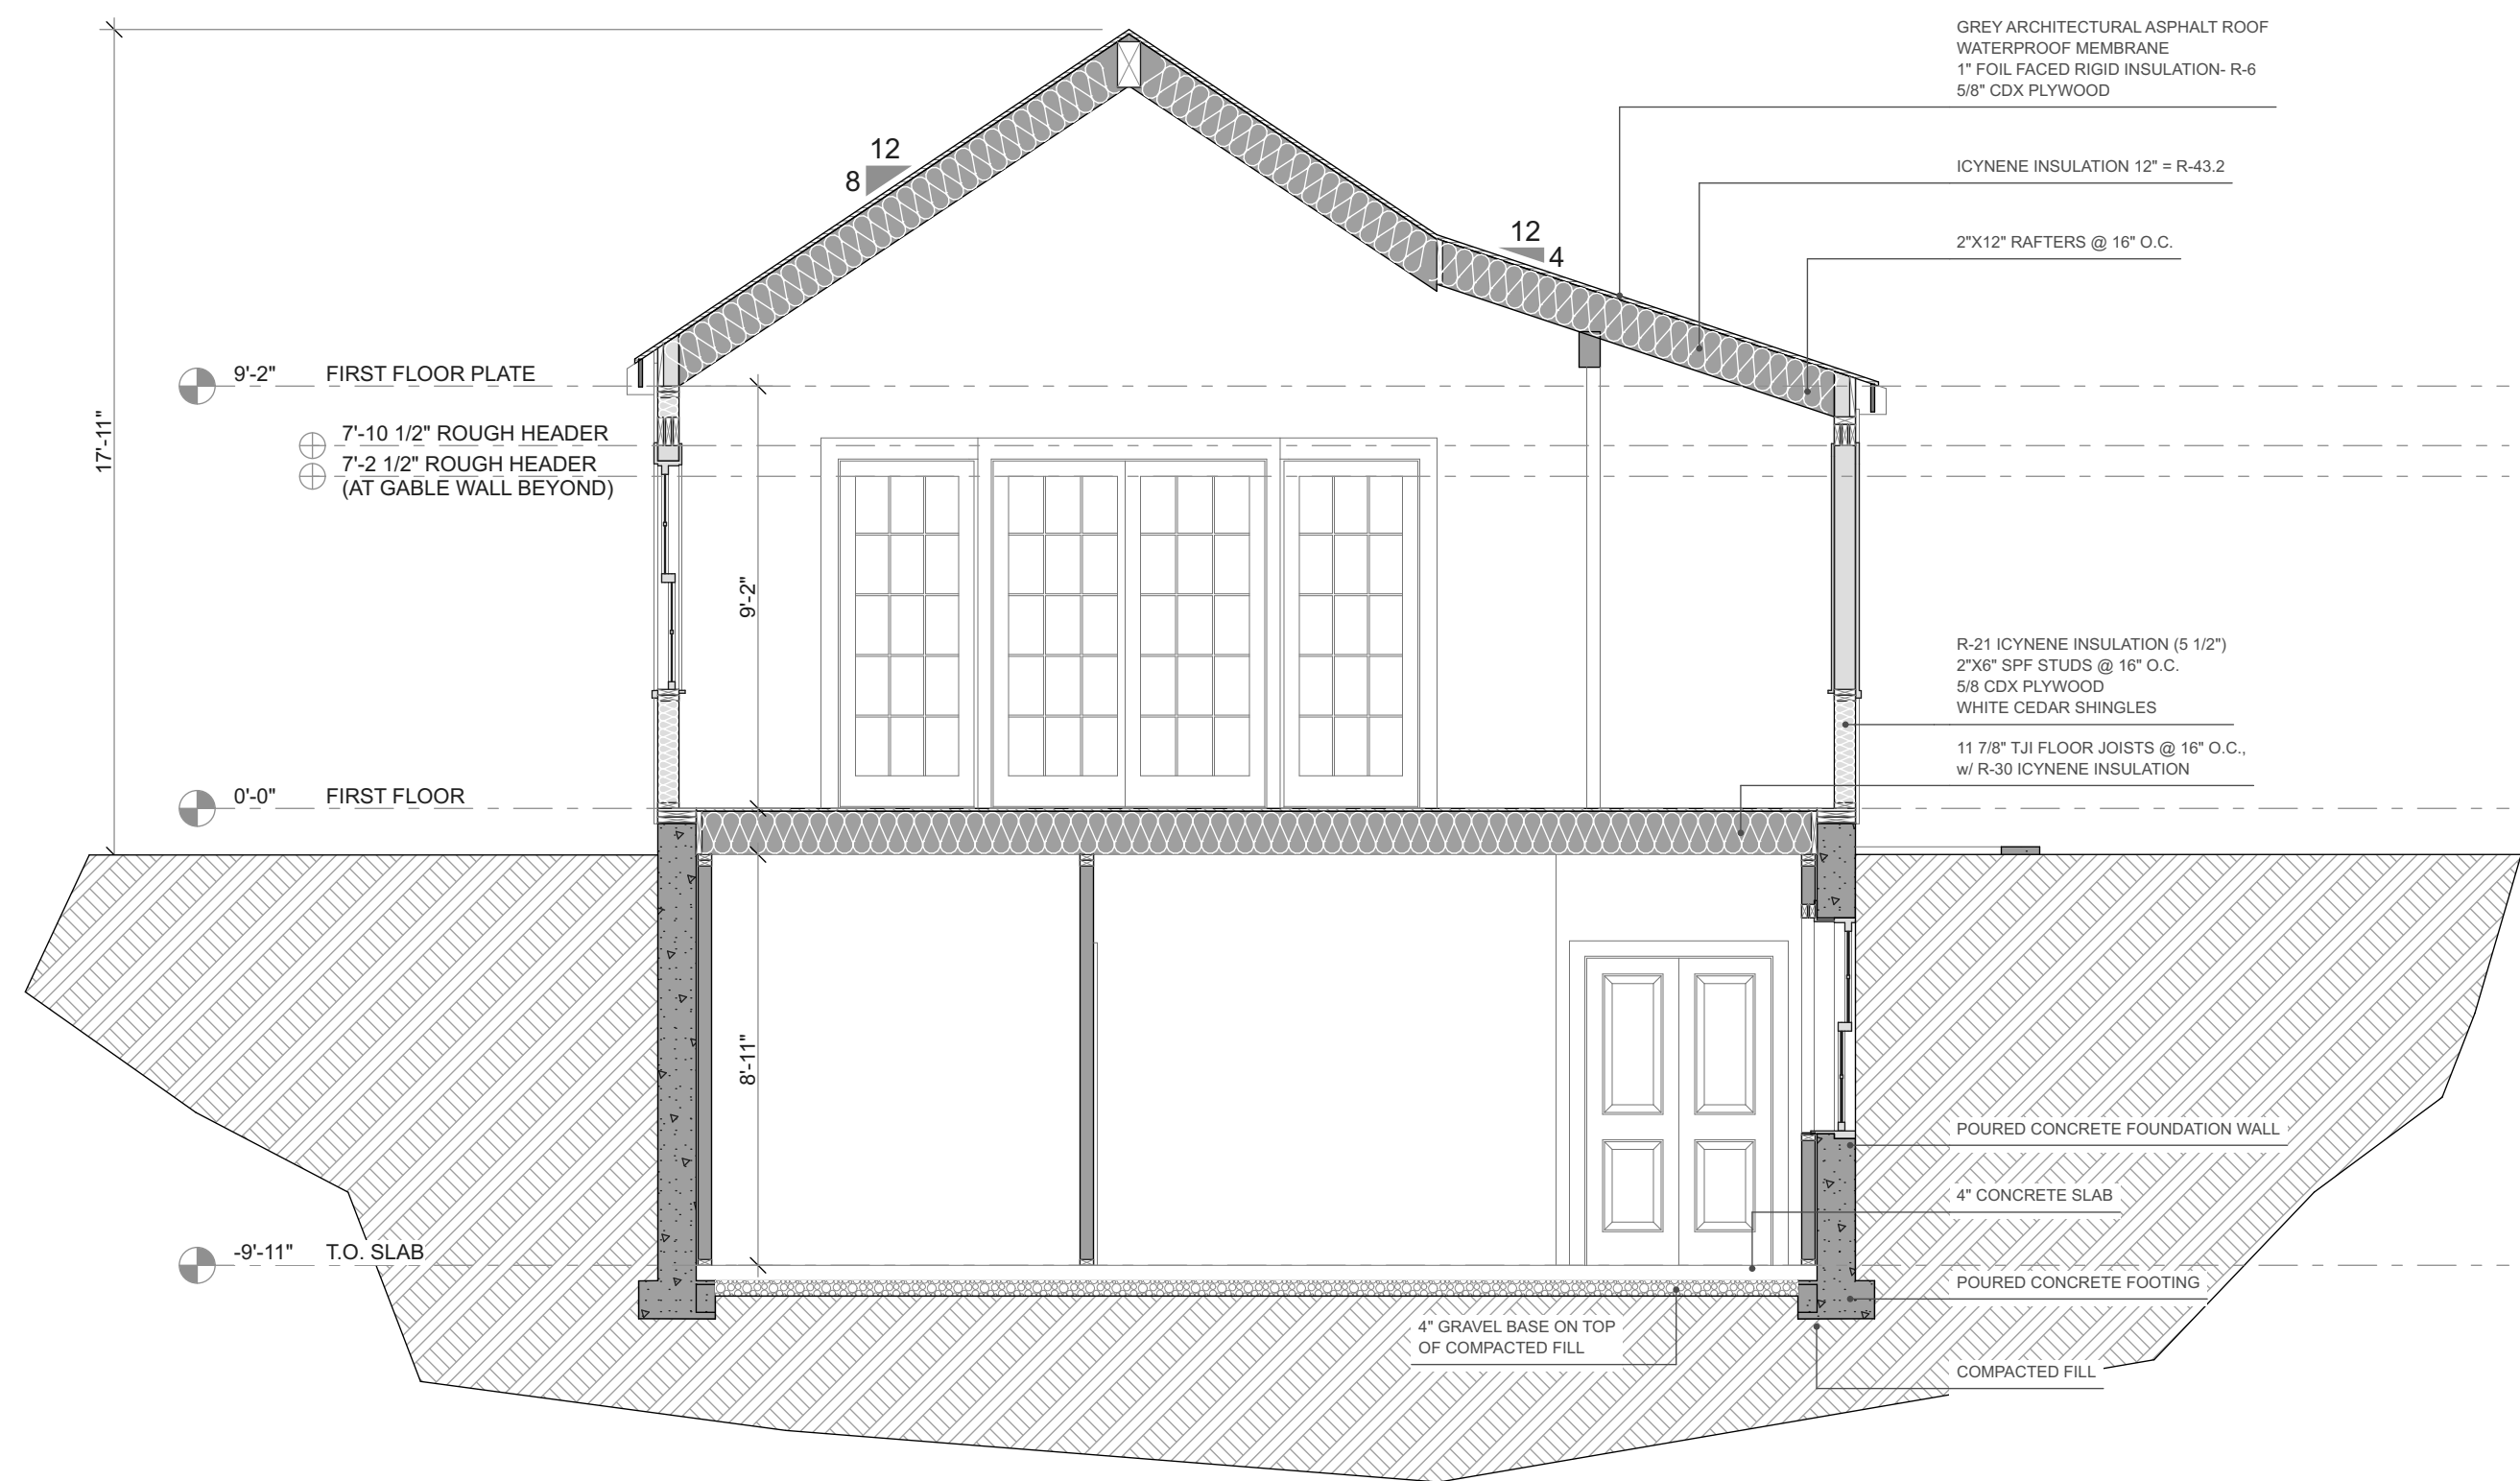 GREY ARCHITECTURAL ASPHALT ROOF
WATERPROOF MEMBRANE
1" FOIL FACED RIGID INSULATION- R-6
5/8" CDX PLYWOOD
12
8
ICYNENE INSULATION 12" = R-43.2
12
4
2"X12" RAFTERS @ 16" O.C.
17'-11"
9'-2" FIRST FLOOR PLATE
7'-10 1/2" ROUGH HEADER
7'-2 1/2" ROUGH HEADER
(AT GABLE WALL BEYOND)
9'-2"
R-21 ICYNENE INSULATION (5 1/2")
2"X6" SPF STUDS @ 16" O.C.
5/8 CDX PLYWOOD
WHITE CEDAR SHINGLES
11 7/8" TJI FLOOR JOISTS @ 16" O.C.,
w/ R-30 ICYNENE INSULATION
0'-0" FIRST FLOOR
8'-11"
POURED CONCRETE FOUNDATION WALL
4" CONCRETE SLAB
-9'-11" T.O. SLAB
POURED CONCRETE FOOTING
4" GRAVEL BASE ON TOP
OF COMPACTED FILL
COMPACTED FILL